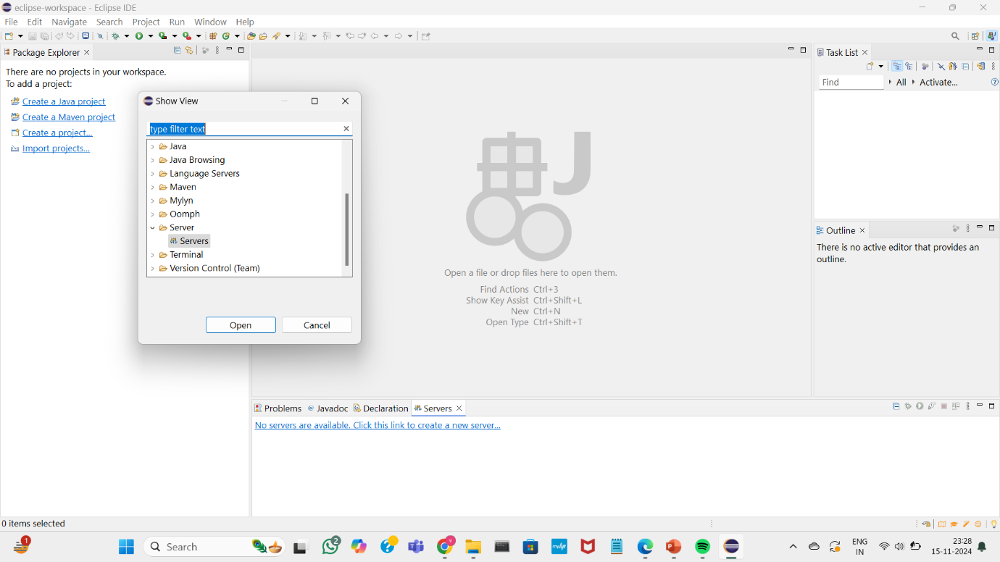 eclipse-workspace - Eclipse IDE
File Edit Navigate Search Project Run Window Help
Package Explorer
There are no projects in your workspace.
To add a project:
Create a Java project
Create a Maven project
Create a project...
Import projects...
Show View
type filter text
Java
Java Browsing
Language Servers
Maven
Mylyn
Oomph
Server
Servers
Terminal
Version Control (Team)
Open Cancel
Open a file or drop files here to open them.
Find Actions Ctrl+3
Show Key Assist Ctrl+Shift+L
New Ctrl+N
Open Type Ctrl+Shift+T
Task List
Find All Activate...
Outline
There is no active editor that provides an
outline.
Problems Javadoc Declaration Servers
No servers are available. Click this link to create a new server...
0 items selected
1
Search
2
ENG
IN
23:28
15-11-2024